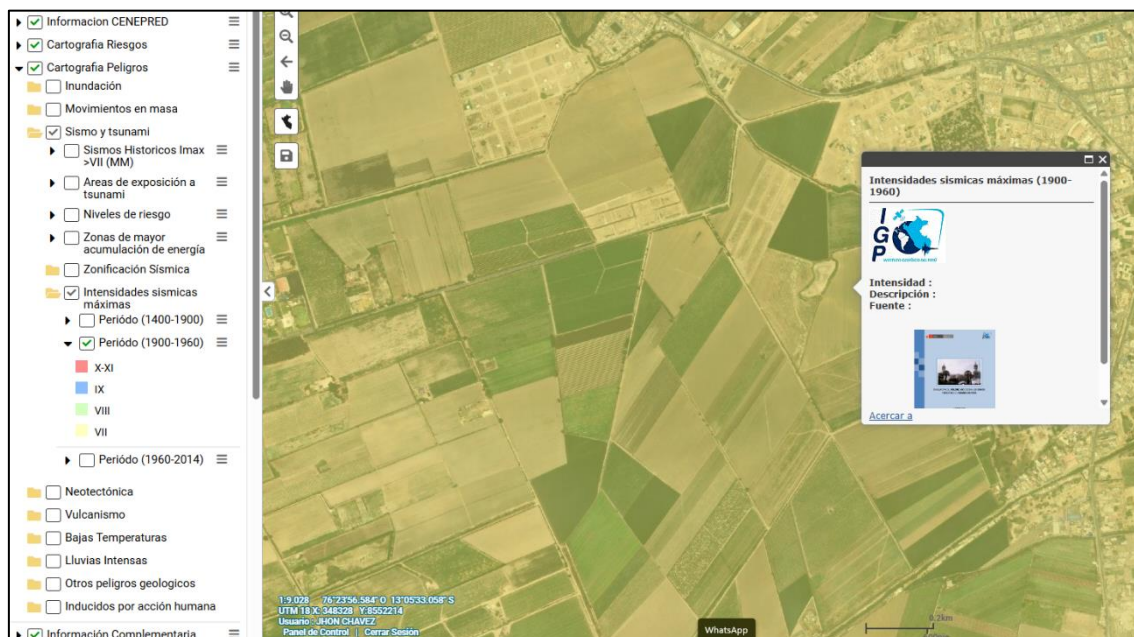 Informacion CENEPRED
Cartografia Riesgos
Cartografia Peligros
Inundación
Movimientos en masa
Sismo y tsunami
Sismos Historicos Imax
>VII (MM)
Areas de exposición a
tsunami
Niveles de riesgo
Zonas de mayor
acumulación de energía
Zonificación Sísmica
Intensidades sismicas
máximas
Periódo (1400-1900)
Periódo (1900-1960)
X-XI
IX
VIII
VII
Periódo (1960-2014)
Neotectónica
Vulcanismo
Bajas Temperaturas
Lluvias Intensas
Otros peligros geologicos
Inducidos por acción humana
Información Complementaria
Intensidades sismicas máximas (1900-
1960)
IGP
Intensidad :
Descripción :
Fuente :
Acercar a
1:9.028 76°23'56.584" O 13°05'33.058" S
UTM 18 X: 348328 Y:8552214
Usuario : JHON CHAVEZ
Panel de Control | Cerrar Sesión
WhatsApp
0.2km